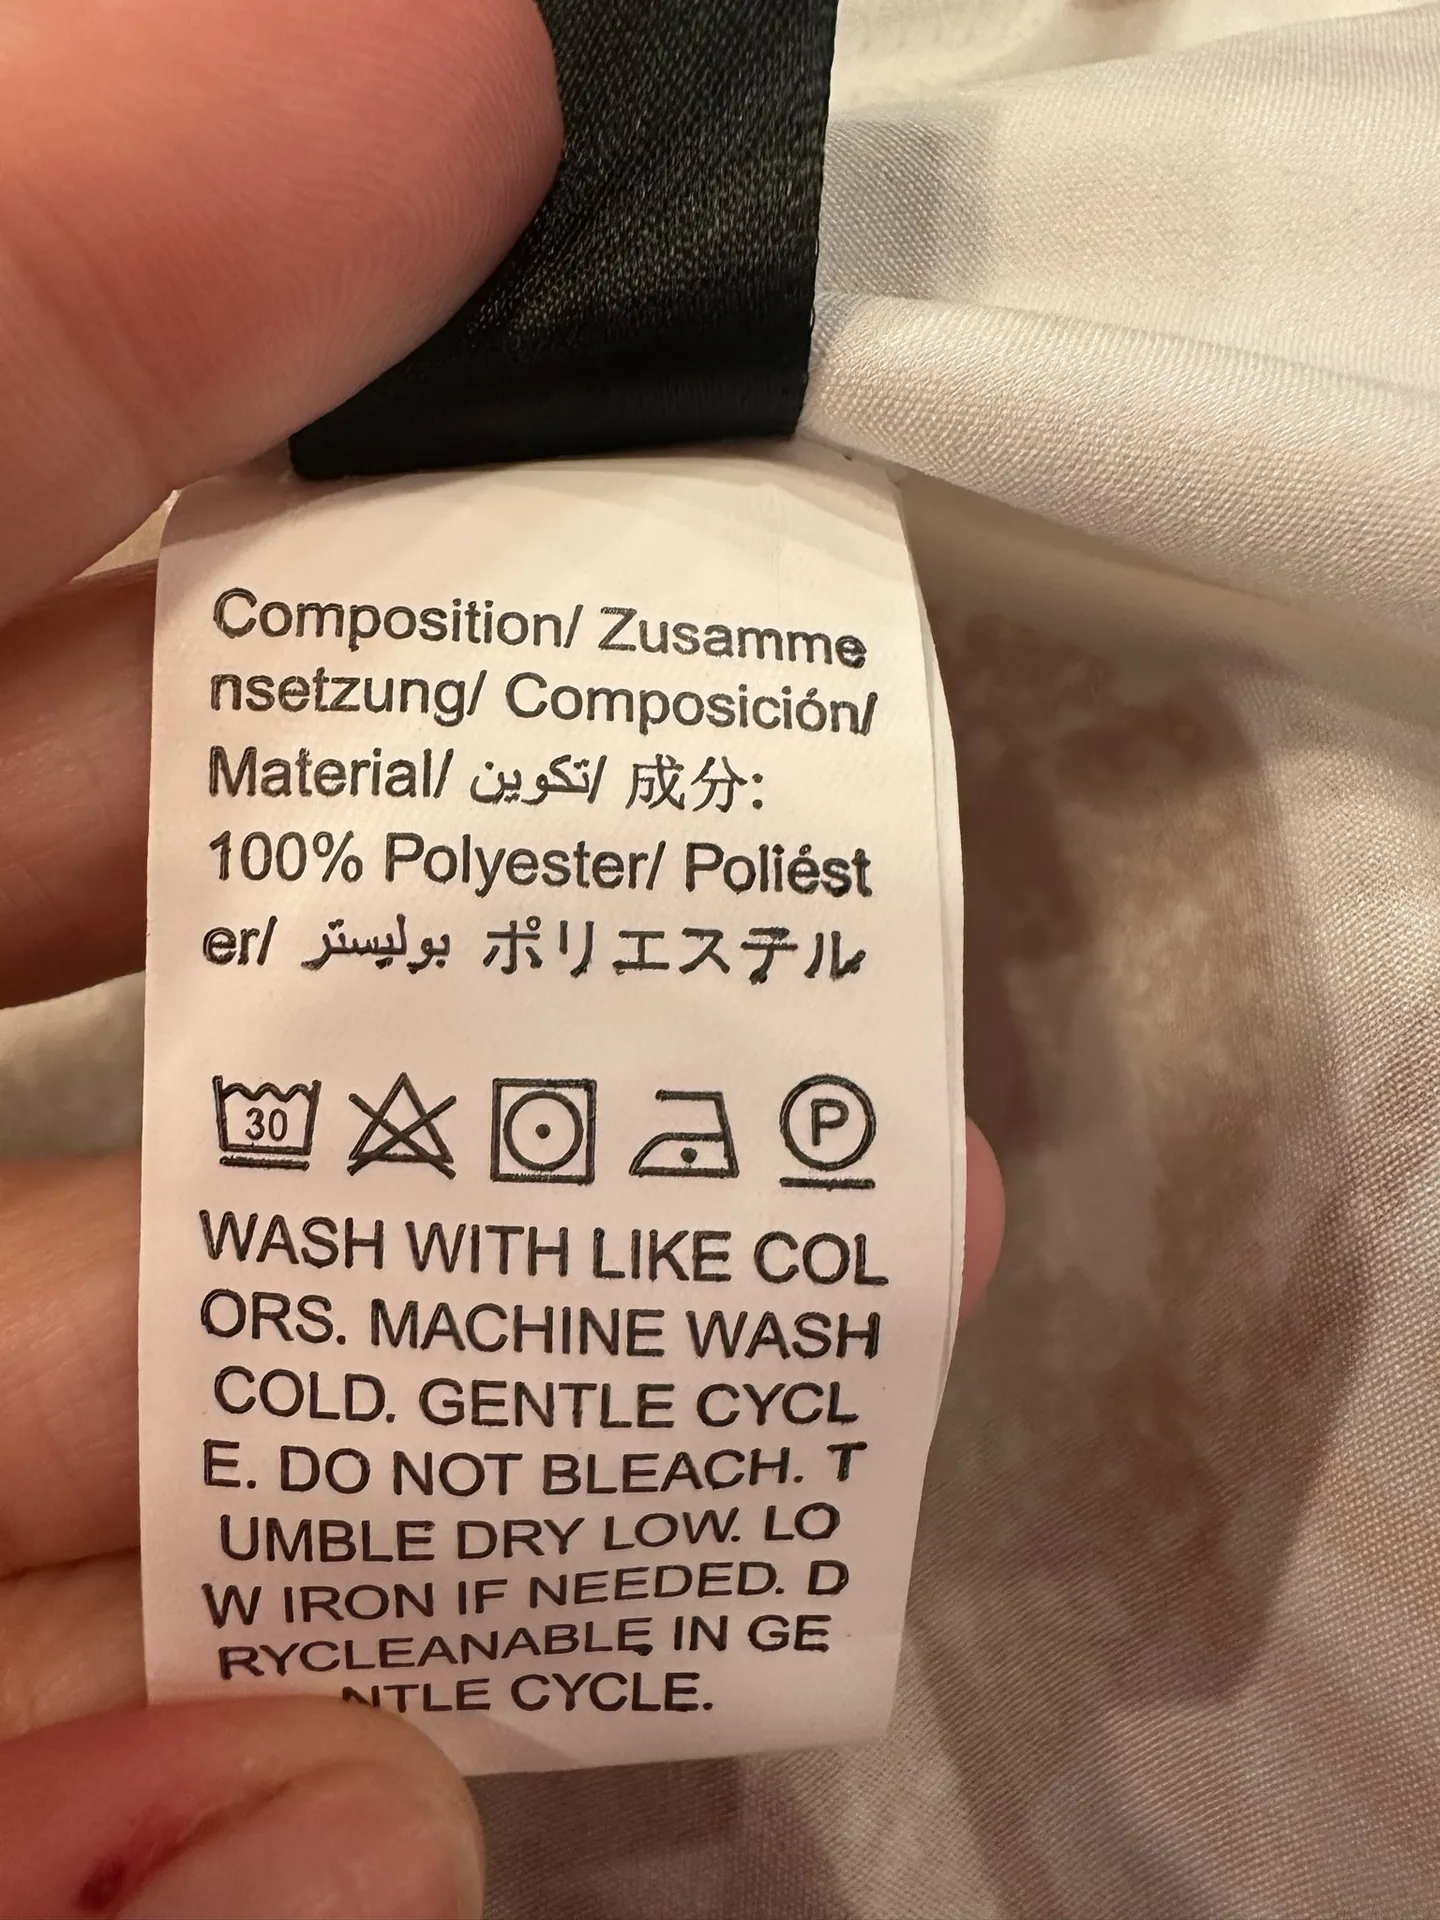 Composition/ Zusamme
nsetzung/ Composición/
Material/ تكوين/ 成分:
100% Polyester/ Poliést
er/ بوليستر ポリエステル
30 P
WASH WITH LIKE COL
ORS. MACHINE WASH
COLD. GENTLE CYCL
E. DO NOT BLEACH. T
UMBLE DRY LOW. LO
W IRON IF NEEDED. D
RYCLEANABLE IN GE
NTLE CYCLE.